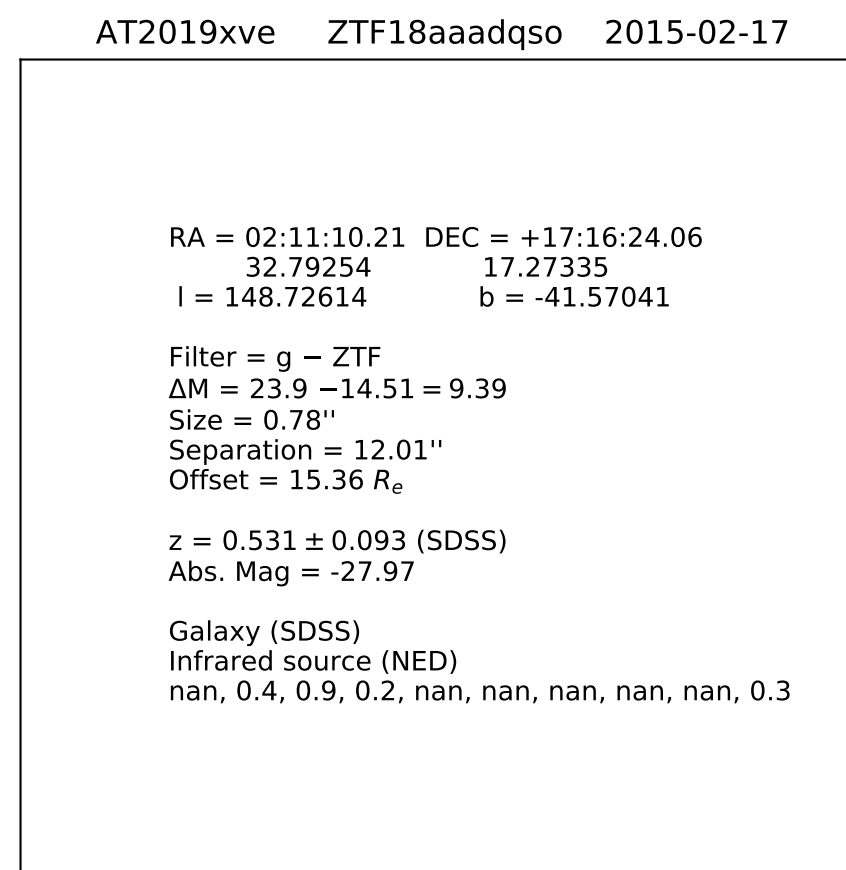 AT2019xve ZTF18aaadqso 2015-02-17
RA = 02:11:10.21 DEC = +17:16:24.06
32.79254 17.27335
l = 148.72614 b = -41.57041
Filter = g − ZTF
ΔM = 23.9 −14.51 = 9.39
Size = 0.78''
Separation = 12.01''
Offset = 15.36 Re
z = 0.531 ± 0.093 (SDSS)
Abs. Mag = -27.97
Galaxy (SDSS)
Infrared source (NED)
nan, 0.4, 0.9, 0.2, nan, nan, nan, nan, nan, 0.3